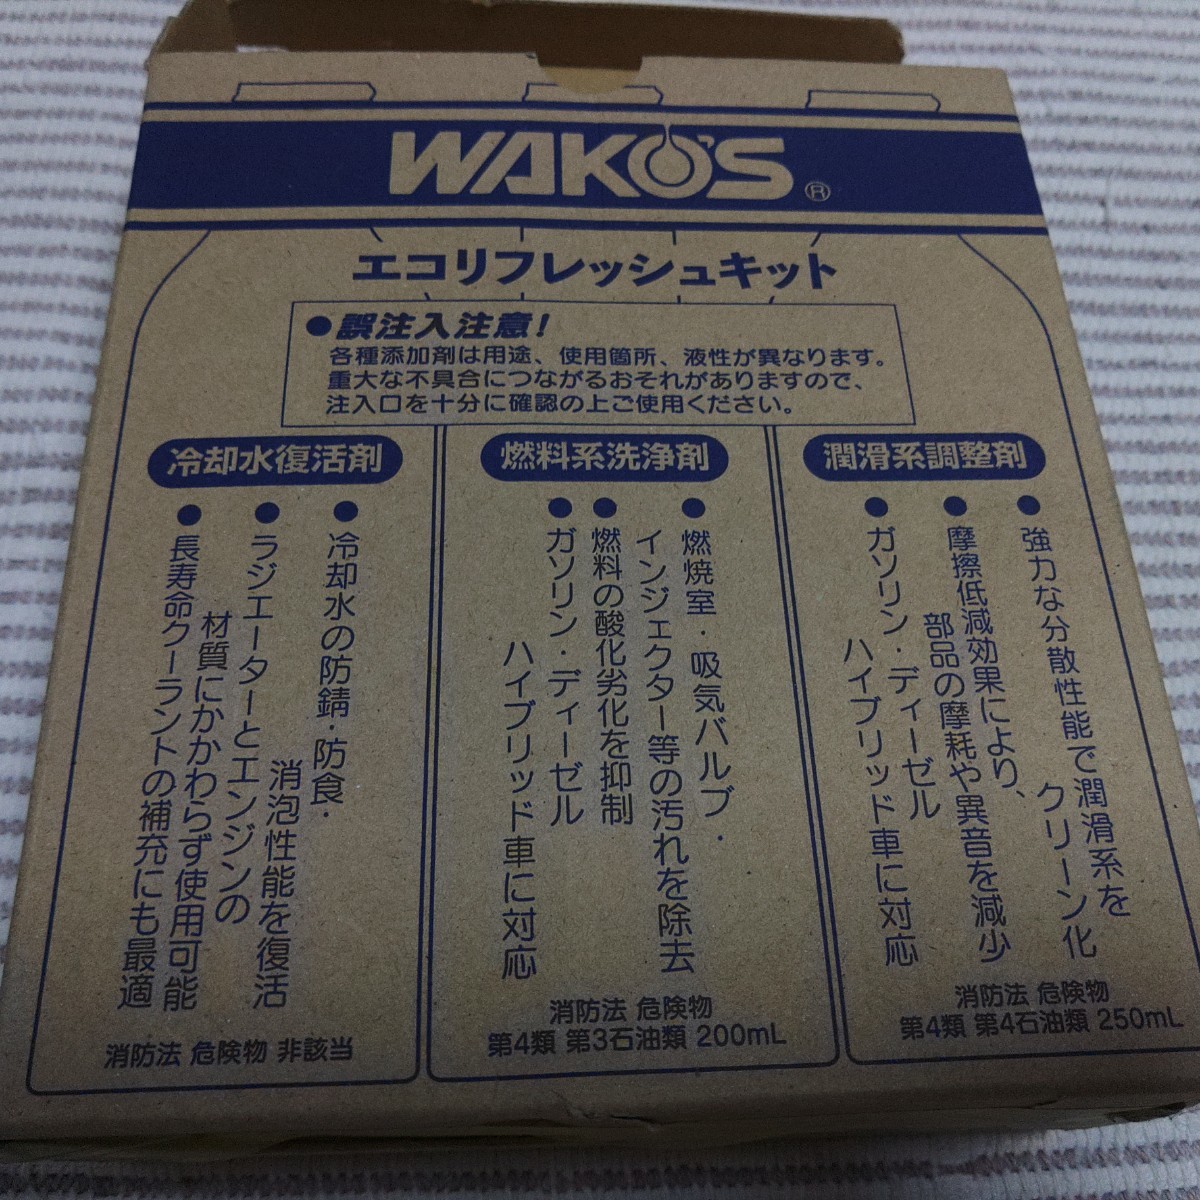 WAKO'S®
エコリフレッシュキット
●誤注入注意!
各種添加剤は用途、使用箇所、液性が異なります。
重大な不具合につながるおそれがありますので、
注入口を十分に確認の上ご使用ください。
冷却水復活剤
●冷却水の防錆・防食・
消泡性能を復活
●ラジエーターとエンジンの
材質にかかわらず使用可能
●長寿命クーラントの補充にも最適
消防法 危険物 非該当
燃料系洗浄剤
●燃焼室・吸気バルブ・
インジェクター等の汚れを除去
●燃料の酸化劣化を抑制
●ガソリン・ディーゼル
ハイブリッド車に対応
消防法 危険物
第4類 第3石油類 200mL
潤滑系調整剤
●強力な分散性能で潤滑系を
クリーン化
●摩擦低減効果により、
部品の摩耗や異音を減少
●ガソリン・ディーゼル
ハイブリッド車に対応
消防法 危険物
第4類 第4石油類 250mL